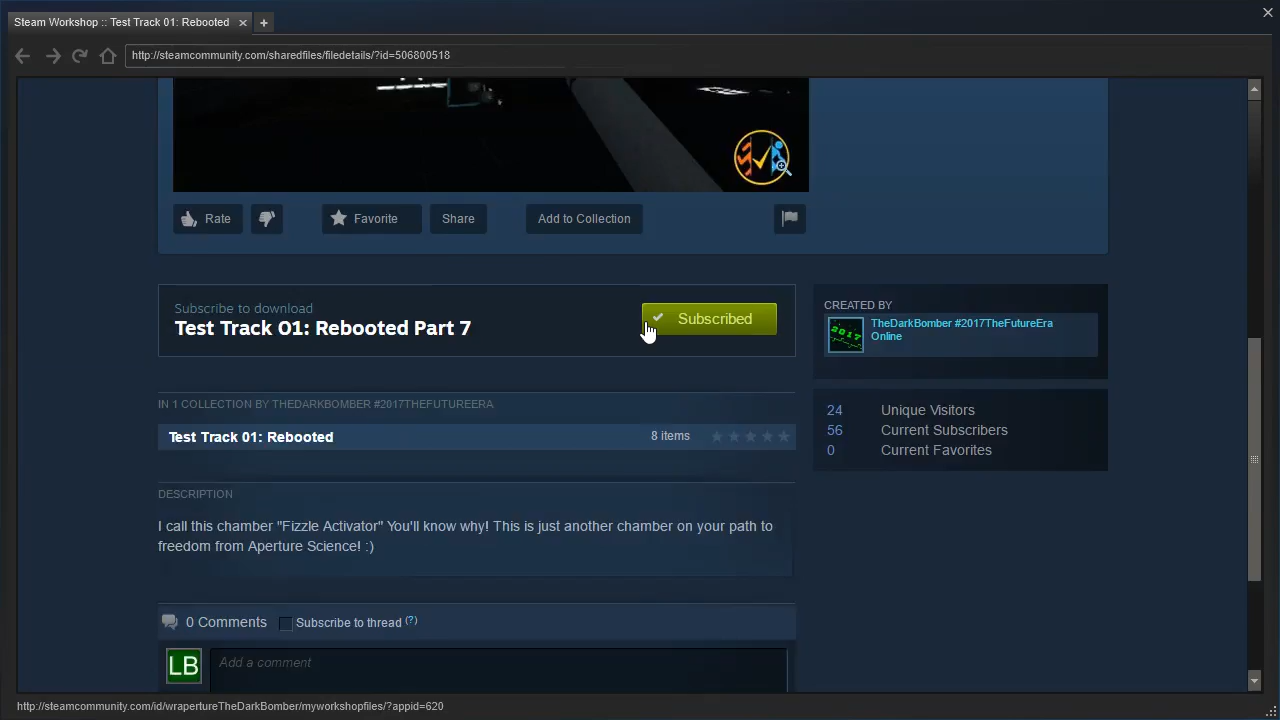 Steam Workshop :: Test Track 01: Rebooted
http://steamcommunity.com/sharedfiles/filedetails/?id=506800518
Rate
Favorite
Share
Add to Collection
Subscribe to download
Test Track 01: Rebooted Part 7
Subscribed
CREATED BY
TheDarkBomber #2017TheFutureEra
Online
24 Unique Visitors
56 Current Subscribers
0 Current Favorites
IN 1 COLLECTION BY THEDARKBOMBER #2017THEFUTUREERA
Test Track 01: Rebooted 8 items
DESCRIPTION
I call this chamber "Fizzle Activator" You'll know why! This is just another chamber on your path to
freedom from Aperture Science! :)
0 Comments Subscribe to thread (?)
LB
Add a comment
http://steamcommunity.com/id/wrapertureTheDarkBomber/myworkshopfiles/?appid=620